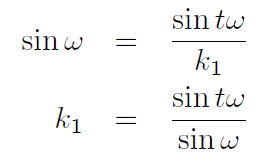 sin ω = sin tω / k₁
k₁ = sin tω / sin ω